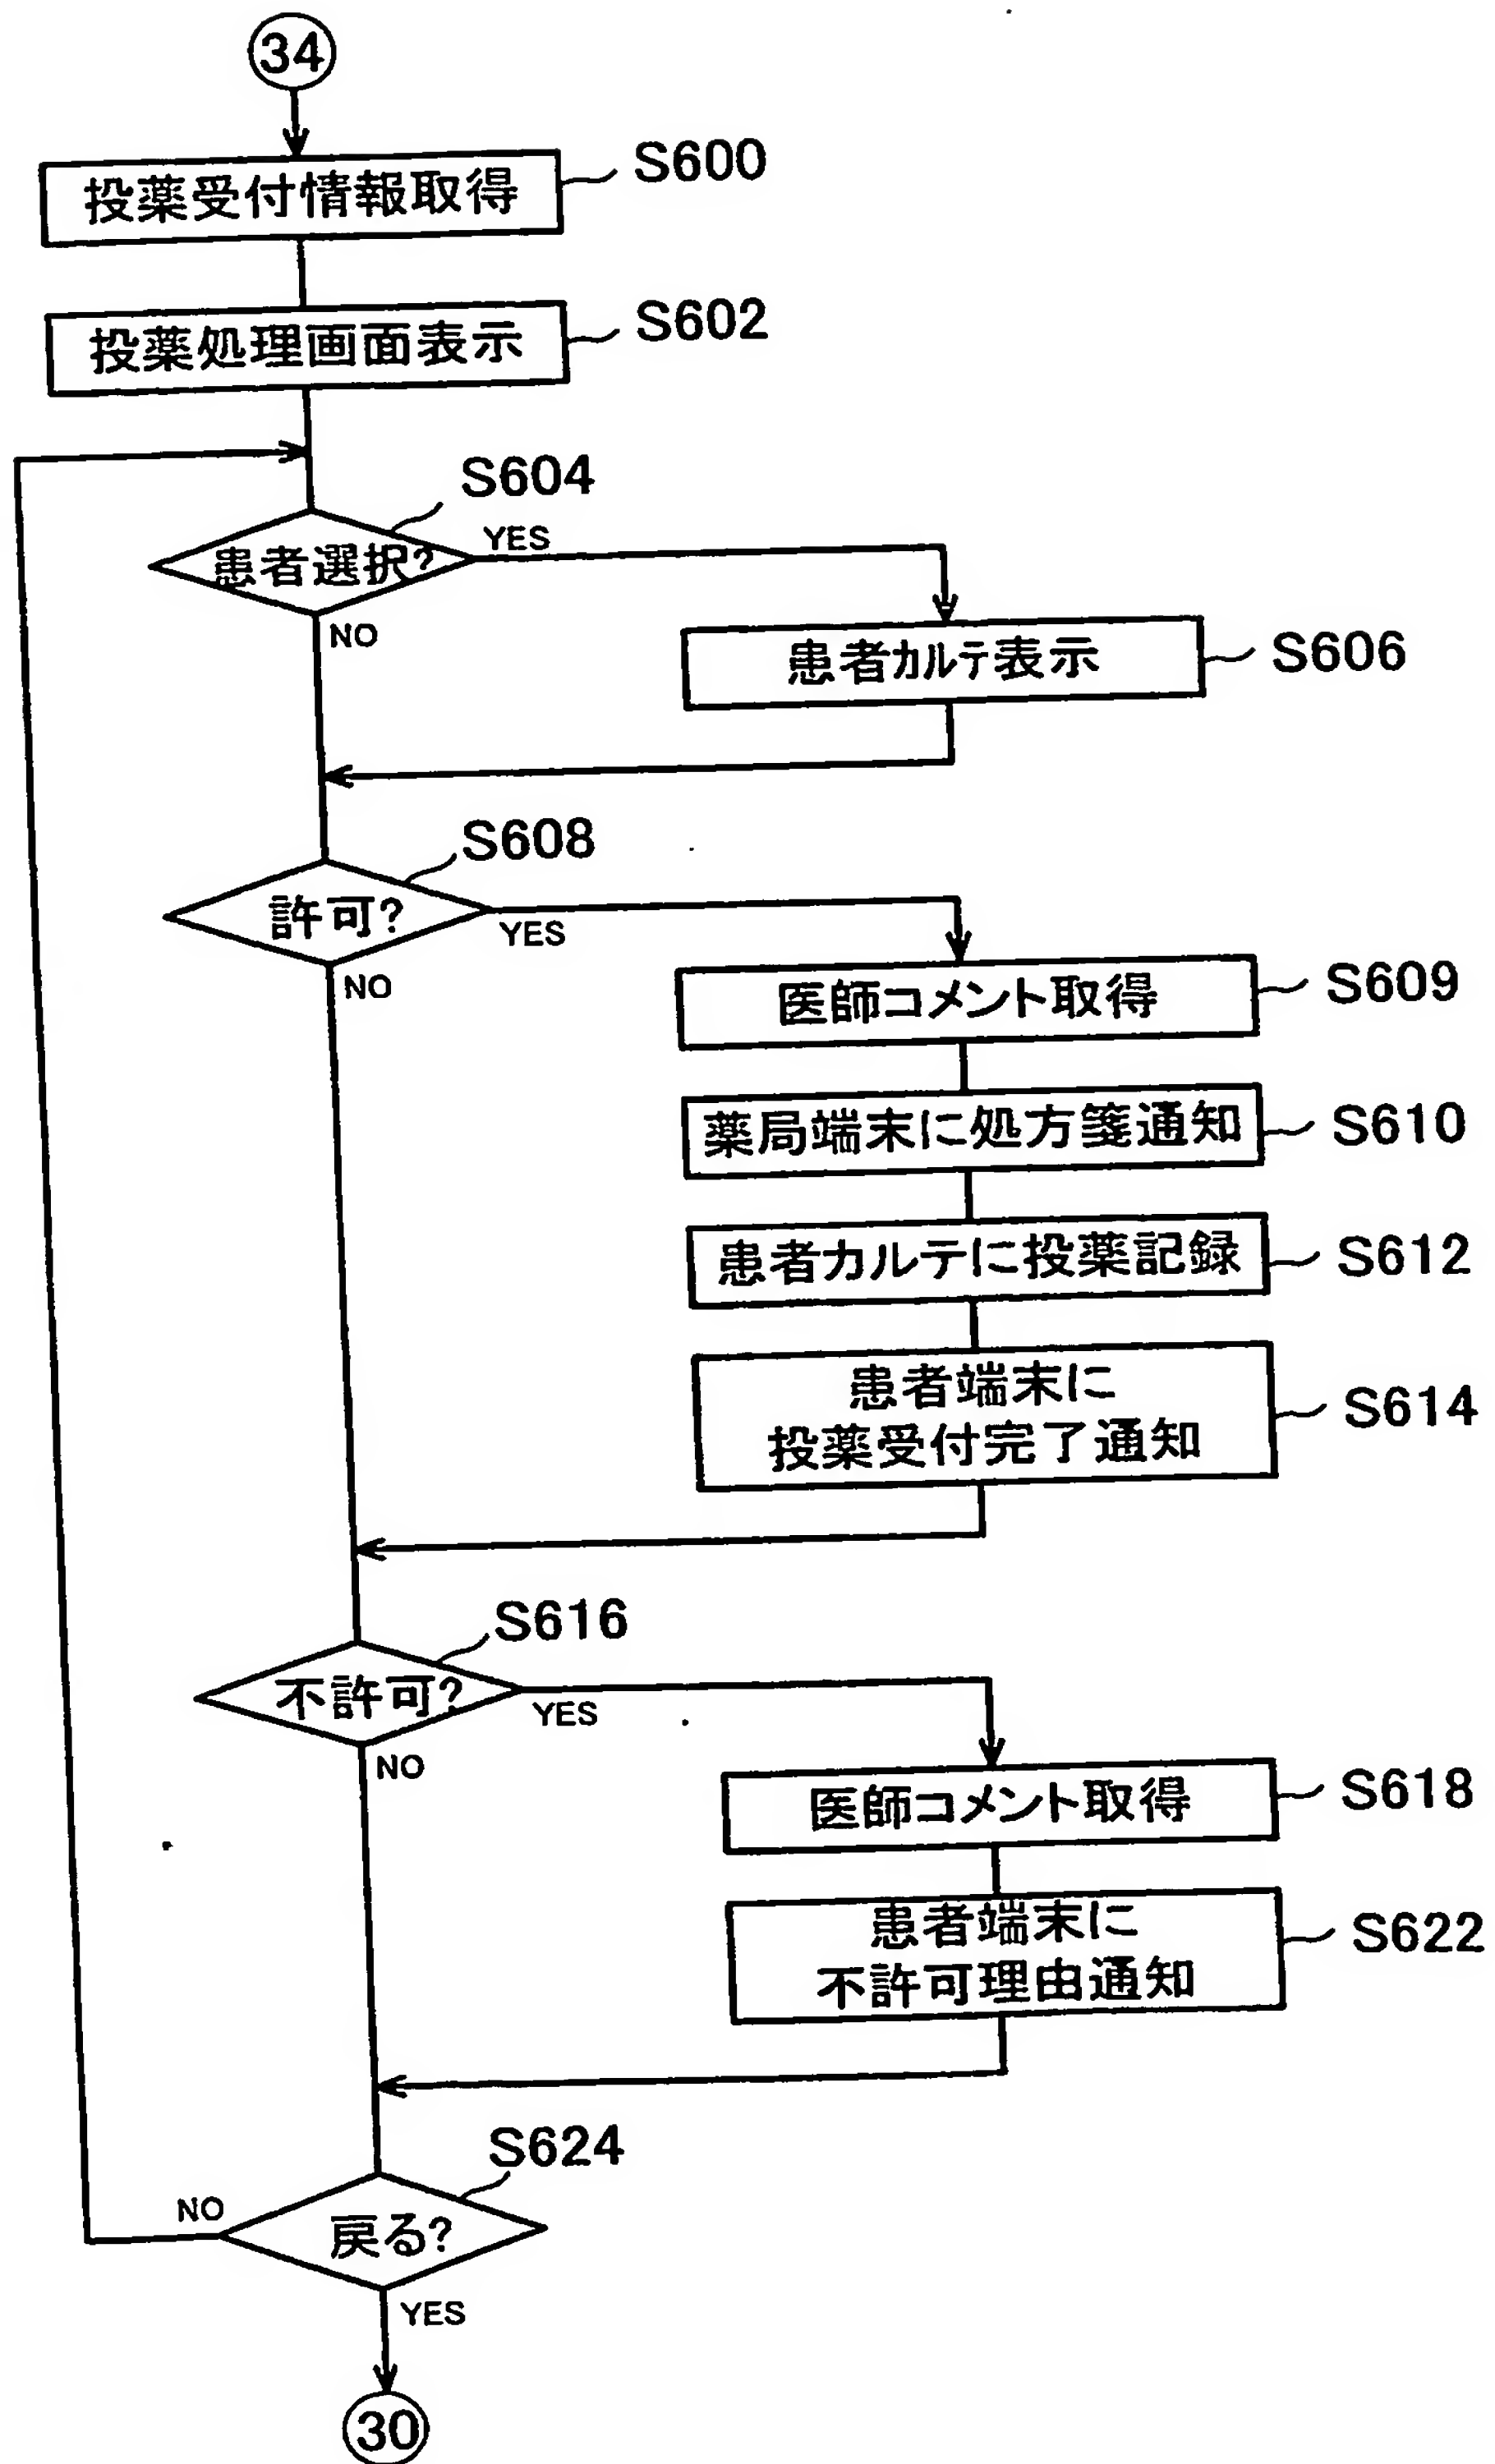 34
投薬受付情報取得
S600
投薬処理画面表示
S602
S604
患者選択?
YES
NO
患者カルテ表示
S606
S608
許可?
YES
NO
医師コメント取得
S609
薬局端末に処方箋通知
S610
患者カルテに投薬記録
S612
患者端末に
投薬受付完了通知
S614
S616
不許可?
YES
NO
医師コメント取得
S618
患者端末に
不許可理由通知
S622
S624
NO
戻る?
YES
30